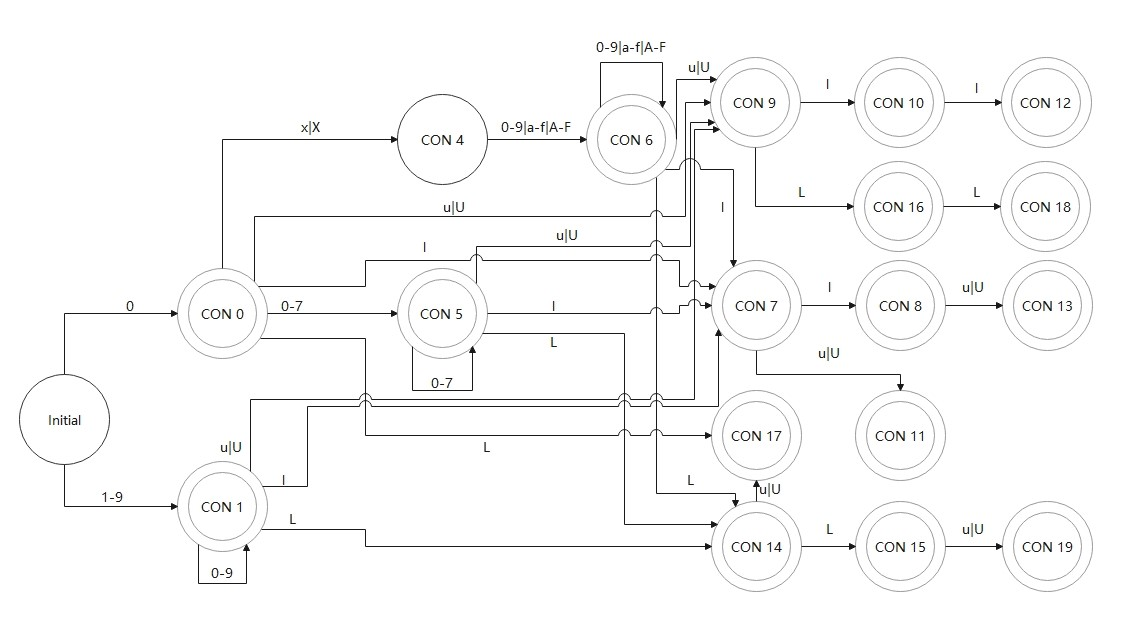 0-9|a-f|A-F
u|U
CON 9
l
CON 10
l
CON 12
x|X
CON 4
0-9|a-f|A-F
CON 6
l
L
CON 16
L
CON 18
u|U
u|U
l
0
CON 0
0-7
CON 5
l
L
0-7
CON 7
l
CON 8
u|U
CON 13
u|U
Initial
u|U
L
CON 17
CON 11
1-9
CON 1
l
L
0-9
L
u|U
CON 14
L
CON 15
u|U
CON 19